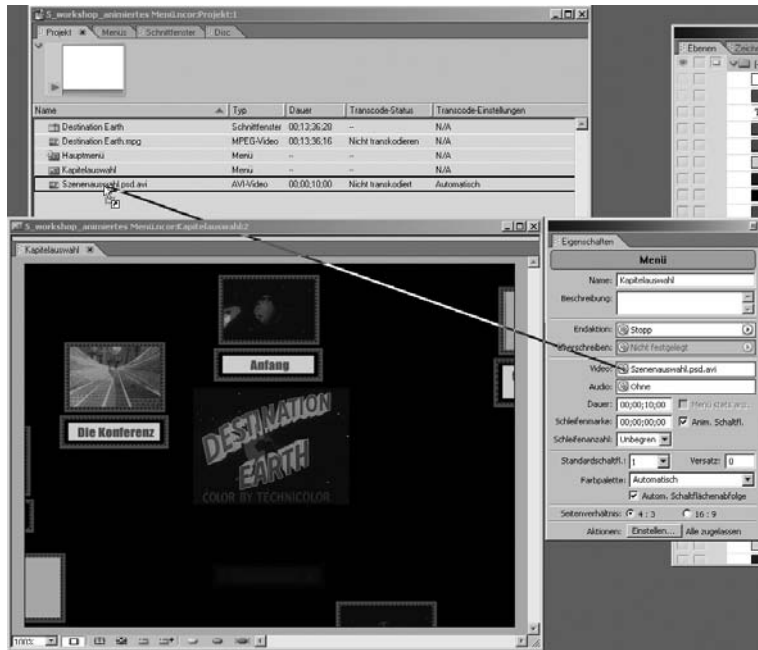 5_workshop_animiertes Menü.ncor:Projekt:1
Projekt Menüs Schnittfenster Disc
Name Typ Dauer Transcode-Status Transcode-Einstellungen
Destination Earth Schnittfenster 00;13;36;20 – N/A
Destination Earth.mpg MPEG-Video 00;13;36;16 Nicht transkodieren N/A
Hauptmenü Menü – – N/A
Kapitelauswahl Menü – – N/A
Szenenauswahl.psd.avi AVI-Video 00;00;10;00 Nicht transkodiert Automatisch
Ebenen
5_workshop_animiertes Menü.ncor:Kapitelauswahl:2
Kapitelauswahl
Anfang
Die Konferenz
DESTINATION
EARTH
COLOR BY TECHNICOLOR
100%
Eigenschaften
Menü
Name: Kapitelauswahl
Beschreibung:
Endaktion: Stopp
Überschreiben: Nicht festgelegt
Video: Szenenauswahl.psd.avi
Audio: Ohne
Dauer: 00;00;10;00 Menü stets
Schleifenmarke: 00;00;00;00 Anim. Schaltfl.
Schleifenanzahl: Unbegren
Standardschaltfl.: 1 Versatz: 0
Farbpalette: Automatisch
Autom. Schaltflächenabfolge
Seitenverhältnis: 4 : 3 16 : 9
Aktionen: Einstellen... Alle zugelassen